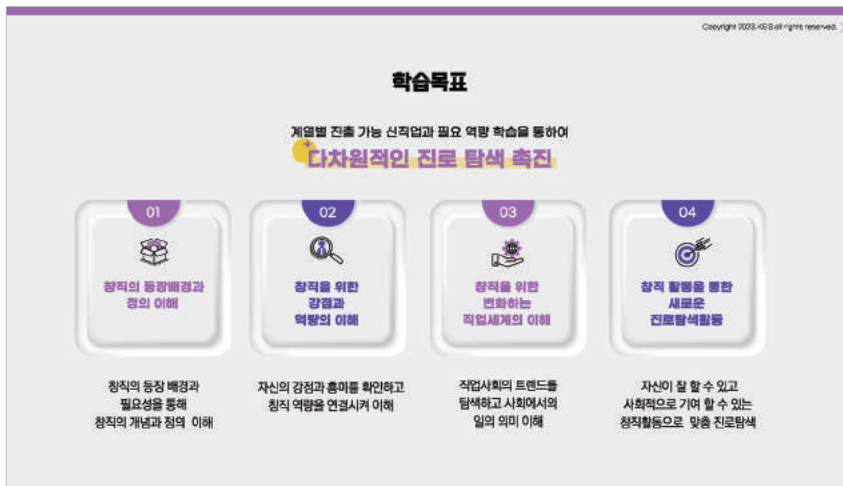 Copyright 2023. KEIS all rights reserved.
학습목표
계열별 진출 가능 신직업과 필요 역량 학습을 통하여
다차원적인 진로 탐색 촉진
01
창직의 등장배경과
정의 이해
창직의 등장 배경과
필요성을 통해
창직의 개념과 정의 이해
02
창직을 위한
강점과
역량의 이해
자신의 강점과 흥미를 확인하고
창직 역량을 연결시켜 이해
03
창직을 위한
변화하는
직업세계의 이해
직업사회의 트렌드를
탐색하고 사회에서의
일의 의미 이해
04
창직 활동을 통한
새로운
진로탐색활동
자신이 잘 할 수 있고
사회적으로 기여 할 수 있는
창직활동으로 맞춤 진로탐색